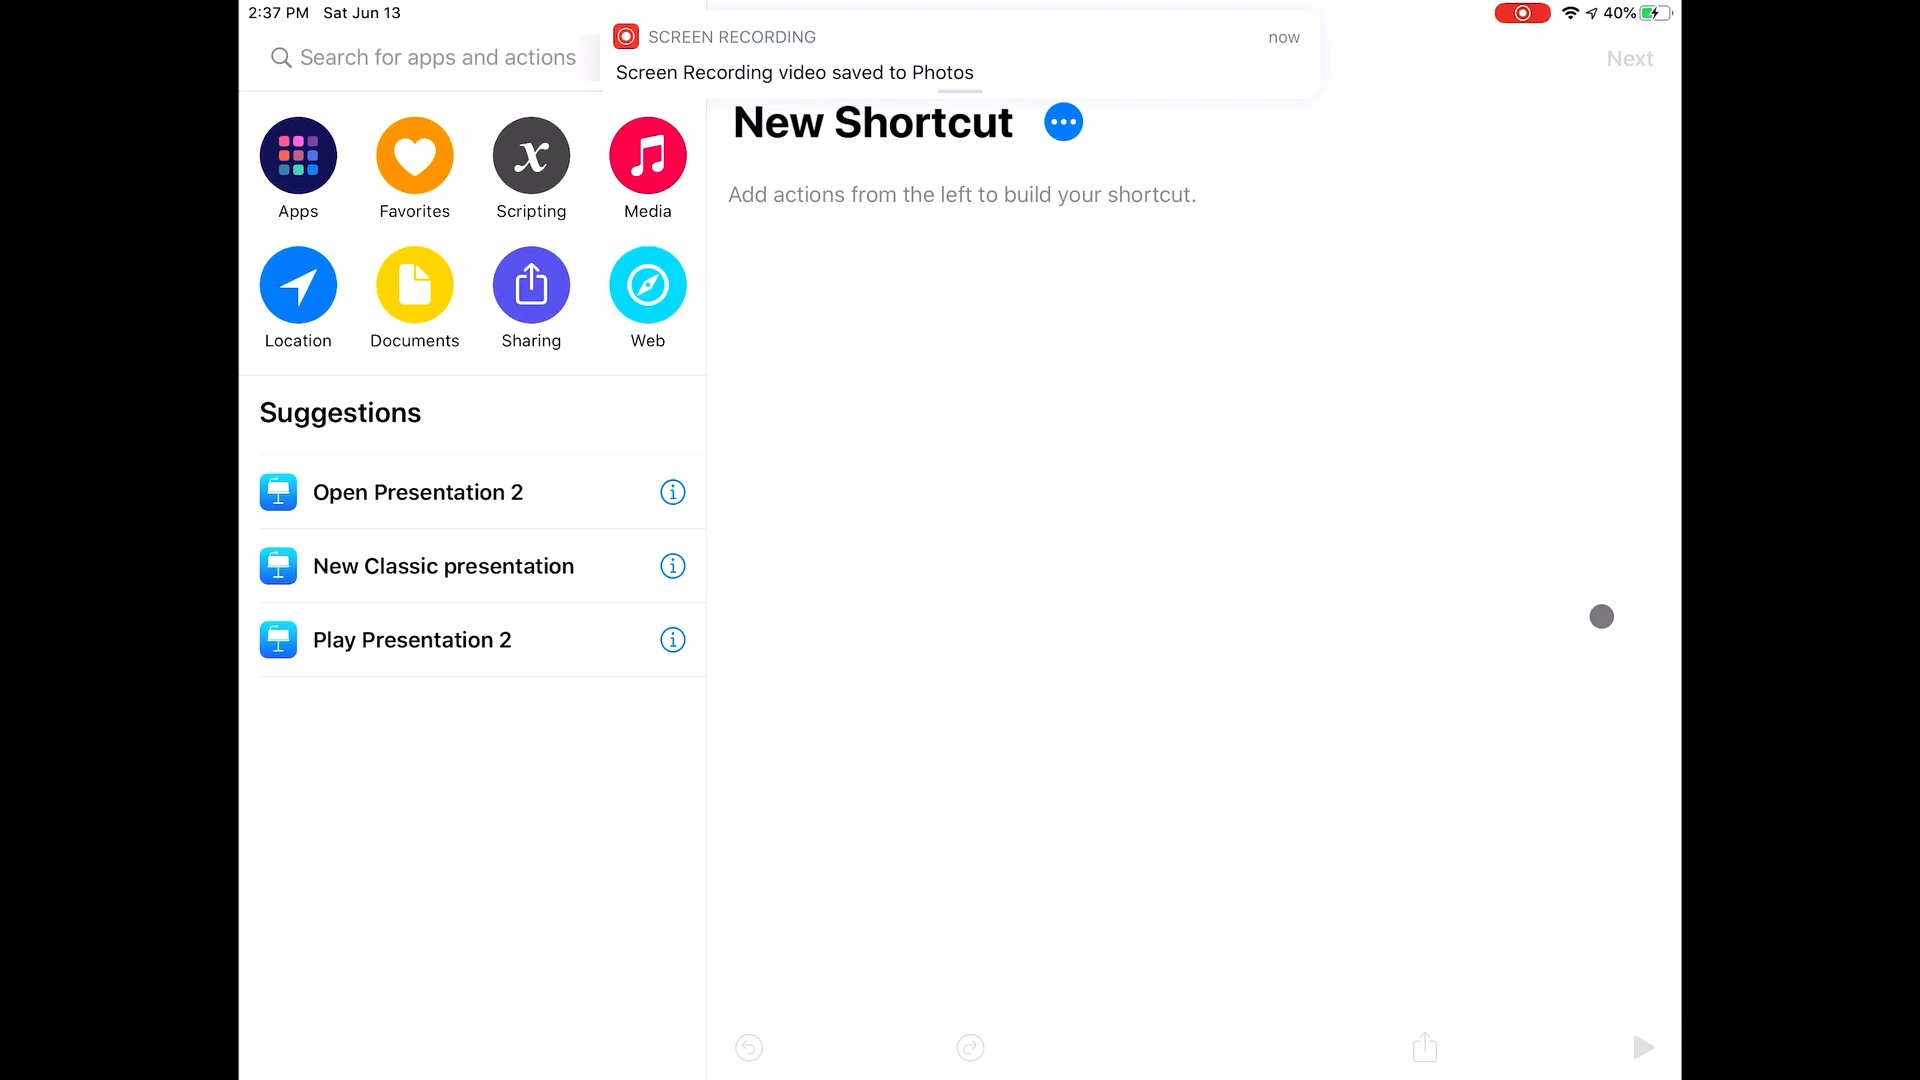 2:37 PM Sat Jun 13
40%
SCREEN RECORDING
now
Screen Recording video saved to Photos
Search for apps and actions
Next
New Shortcut
Add actions from the left to build your shortcut.
Apps
Favorites
Scripting
Media
Location
Documents
Sharing
Web
Suggestions
Open Presentation 2
New Classic presentation
Play Presentation 2